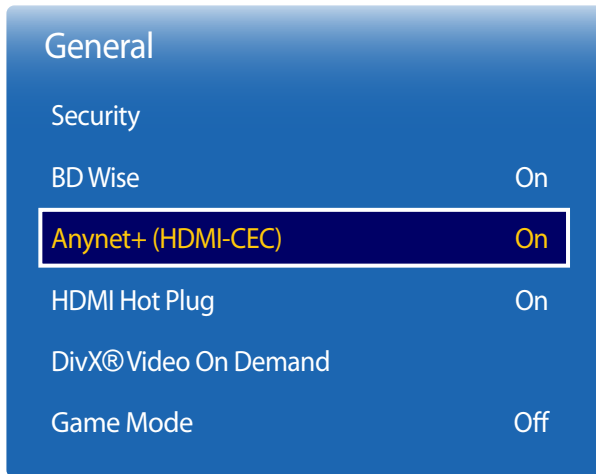 General
Security
BD Wise On
Anynet+ (HDMI-CEC) On
HDMI Hot Plug On
DivX® Video On Demand
Game Mode Off